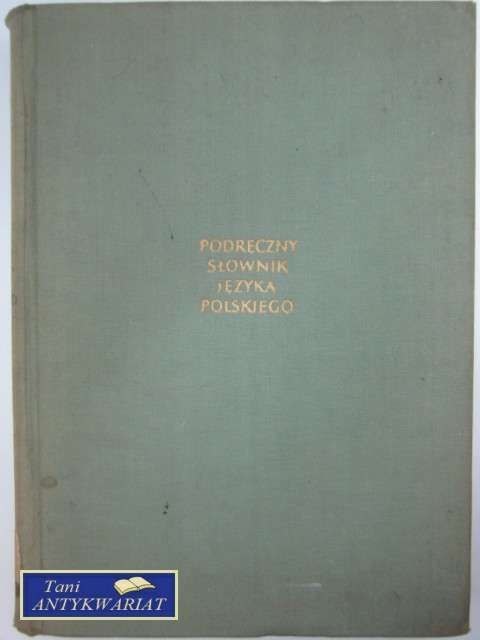 PODRĘCZNY
SŁOWNIK
JĘZYKA
POLSKIEGO
Tani
ANTYKWARIAT